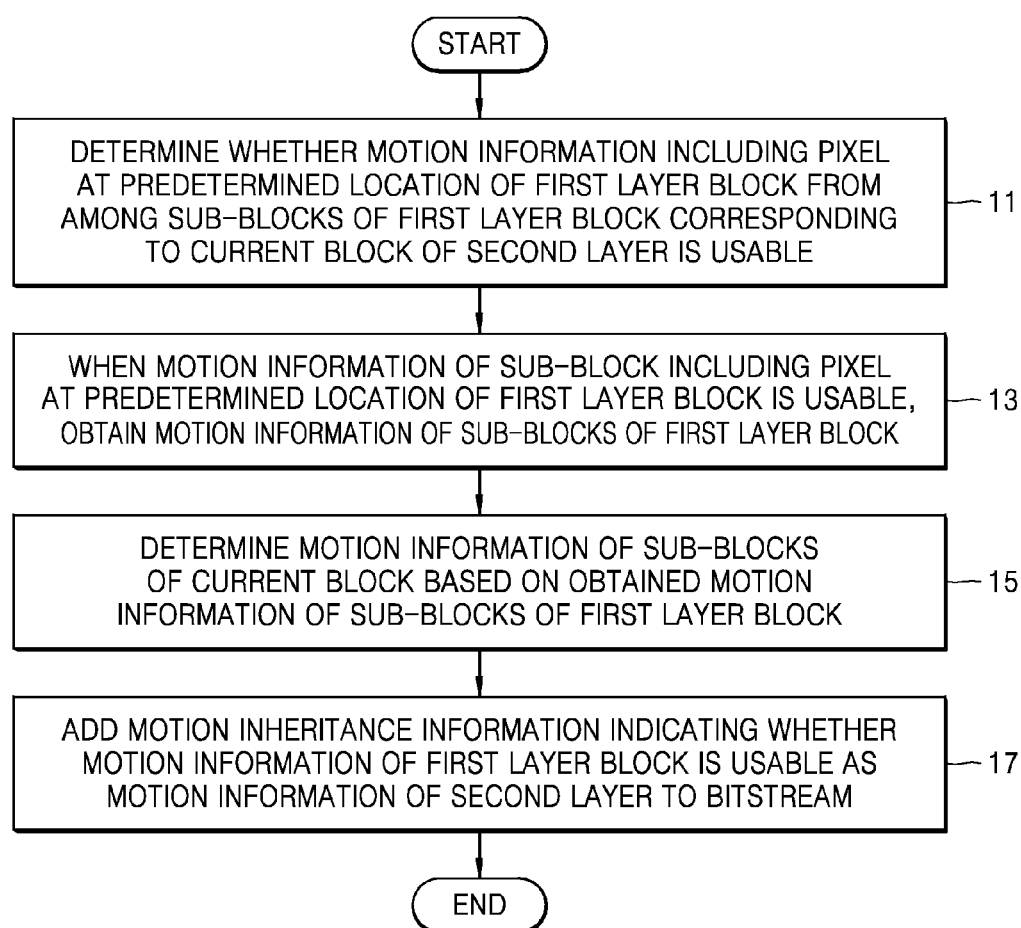 START
DETERMINE WHETHER MOTION INFORMATION INCLUDING PIXEL
AT PREDETERMINED LOCATION OF FIRST LAYER BLOCK FROM
AMONG SUB-BLOCKS OF FIRST LAYER BLOCK CORRESPONDING
TO CURRENT BLOCK OF SECOND LAYER IS USABLE
11
WHEN MOTION INFORMATION OF SUB-BLOCK INCLUDING PIXEL
AT PREDETERMINED LOCATION OF FIRST LAYER BLOCK IS USABLE,
OBTAIN MOTION INFORMATION OF SUB-BLOCKS OF FIRST LAYER BLOCK
13
DETERMINE MOTION INFORMATION OF SUB-BLOCKS
OF CURRENT BLOCK BASED ON OBTAINED MOTION
INFORMATION OF SUB-BLOCKS OF FIRST LAYER BLOCK
15
ADD MOTION INHERITANCE INFORMATION INDICATING WHETHER
MOTION INFORMATION OF FIRST LAYER BLOCK IS USABLE AS
MOTION INFORMATION OF SECOND LAYER TO BITSTREAM
17
END